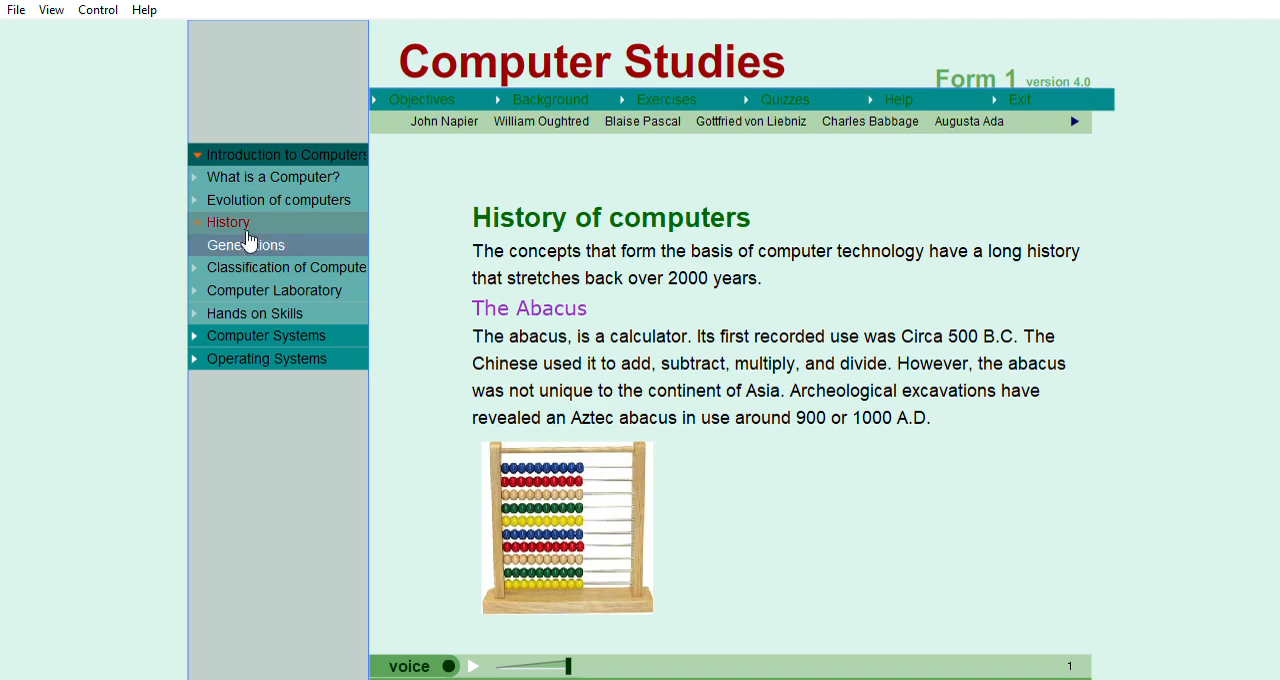 File View Control Help
Computer Studies
Form 1 version 4.0
Objectives Background Exercises Quizzes Help Exit
John Napier William Oughtred Blaise Pascal Gottfried von Liebniz Charles Babbage Augusta Ada
Introduction to Computers
What is a Computer?
Evolution of computers
History
Generations
Classification of Compute
Computer Laboratory
Hands on Skills
Computer Systems
Operating Systems
History of computers
The concepts that form the basis of computer technology have a long history
that stretches back over 2000 years.
The Abacus
The abacus, is a calculator. Its first recorded use was Circa 500 B.C. The
Chinese used it to add, subtract, multiply, and divide. However, the abacus
was not unique to the continent of Asia. Archeological excavations have
revealed an Aztec abacus in use around 900 or 1000 A.D.
voice
1